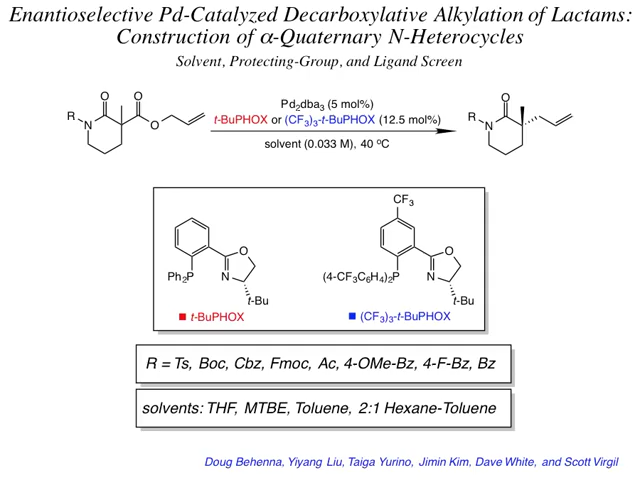 Enantioselective Pd-Catalyzed Decarboxylative Alkylation of Lactams:
Construction of α-Quaternary N-Heterocycles
Solvent, Protecting-Group, and Ligand Screen
R
N
O
O
O
Pd2dba3 (5 mol%)
t-BuPHOX or (CF3)3-t-BuPHOX (12.5 mol%)
solvent (0.033 M), 40 ºC
R
N
O
Ph2P
N
O
t-Bu
t-BuPHOX
CF3
(4-CF3C6H4)2P
N
O
t-Bu
(CF3)3-t-BuPHOX
R = Ts, Boc, Cbz, Fmoc, Ac, 4-OMe-Bz, 4-F-Bz, Bz
solvents: THF, MTBE, Toluene, 2:1 Hexane-Toluene
Doug Behenna, Yiyang Liu, Taiga Yurino, Jimin Kim, Dave White, and Scott Virgil